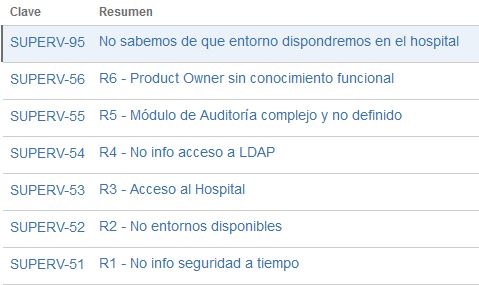 Clave Resumen
SUPERV-95 No sabemos de que entorno dispondremos en el hospital
SUPERV-56 R6 - Product Owner sin conocimiento funcional
SUPERV-55 R5 - Módulo de Auditoría complejo y no definido
SUPERV-54 R4 - No info acceso a LDAP
SUPERV-53 R3 - Acceso al Hospital
SUPERV-52 R2 - No entornos disponibles
SUPERV-51 R1 - No info seguridad a tiempo